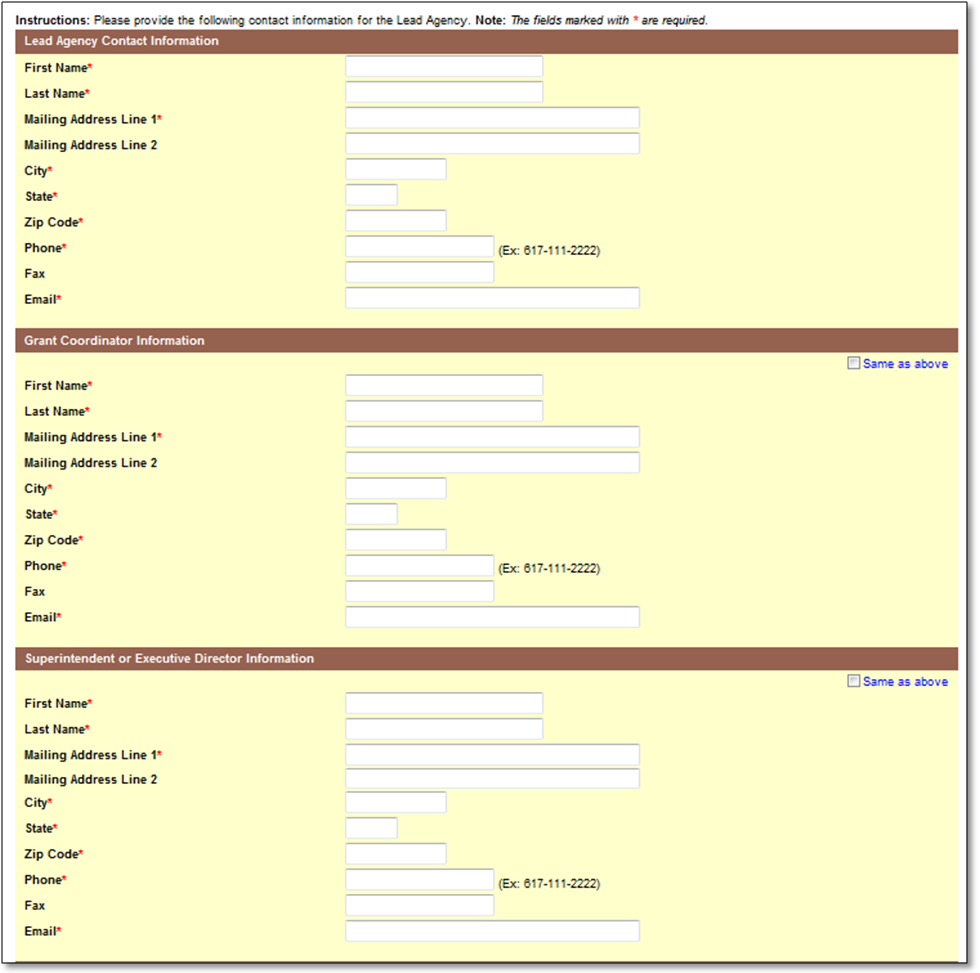 Instructions: Please provide the following contact information for the Lead Agency. Note: The fields marked with * are required.
Lead Agency Contact Information
First Name*
Last Name*
Mailing Address Line 1*
Mailing Address Line 2
City*
State*
Zip Code*
Phone* (Ex: 617-111-2222)
Fax
Email*
Grant Coordinator Information
Same as above
First Name*
Last Name*
Mailing Address Line 1*
Mailing Address Line 2
City*
State*
Zip Code*
Phone* (Ex: 617-111-2222)
Fax
Email*
Superintendent or Executive Director Information
Same as above
First Name*
Last Name*
Mailing Address Line 1*
Mailing Address Line 2
City*
State*
Zip Code*
Phone* (Ex: 617-111-2222)
Fax
Email*